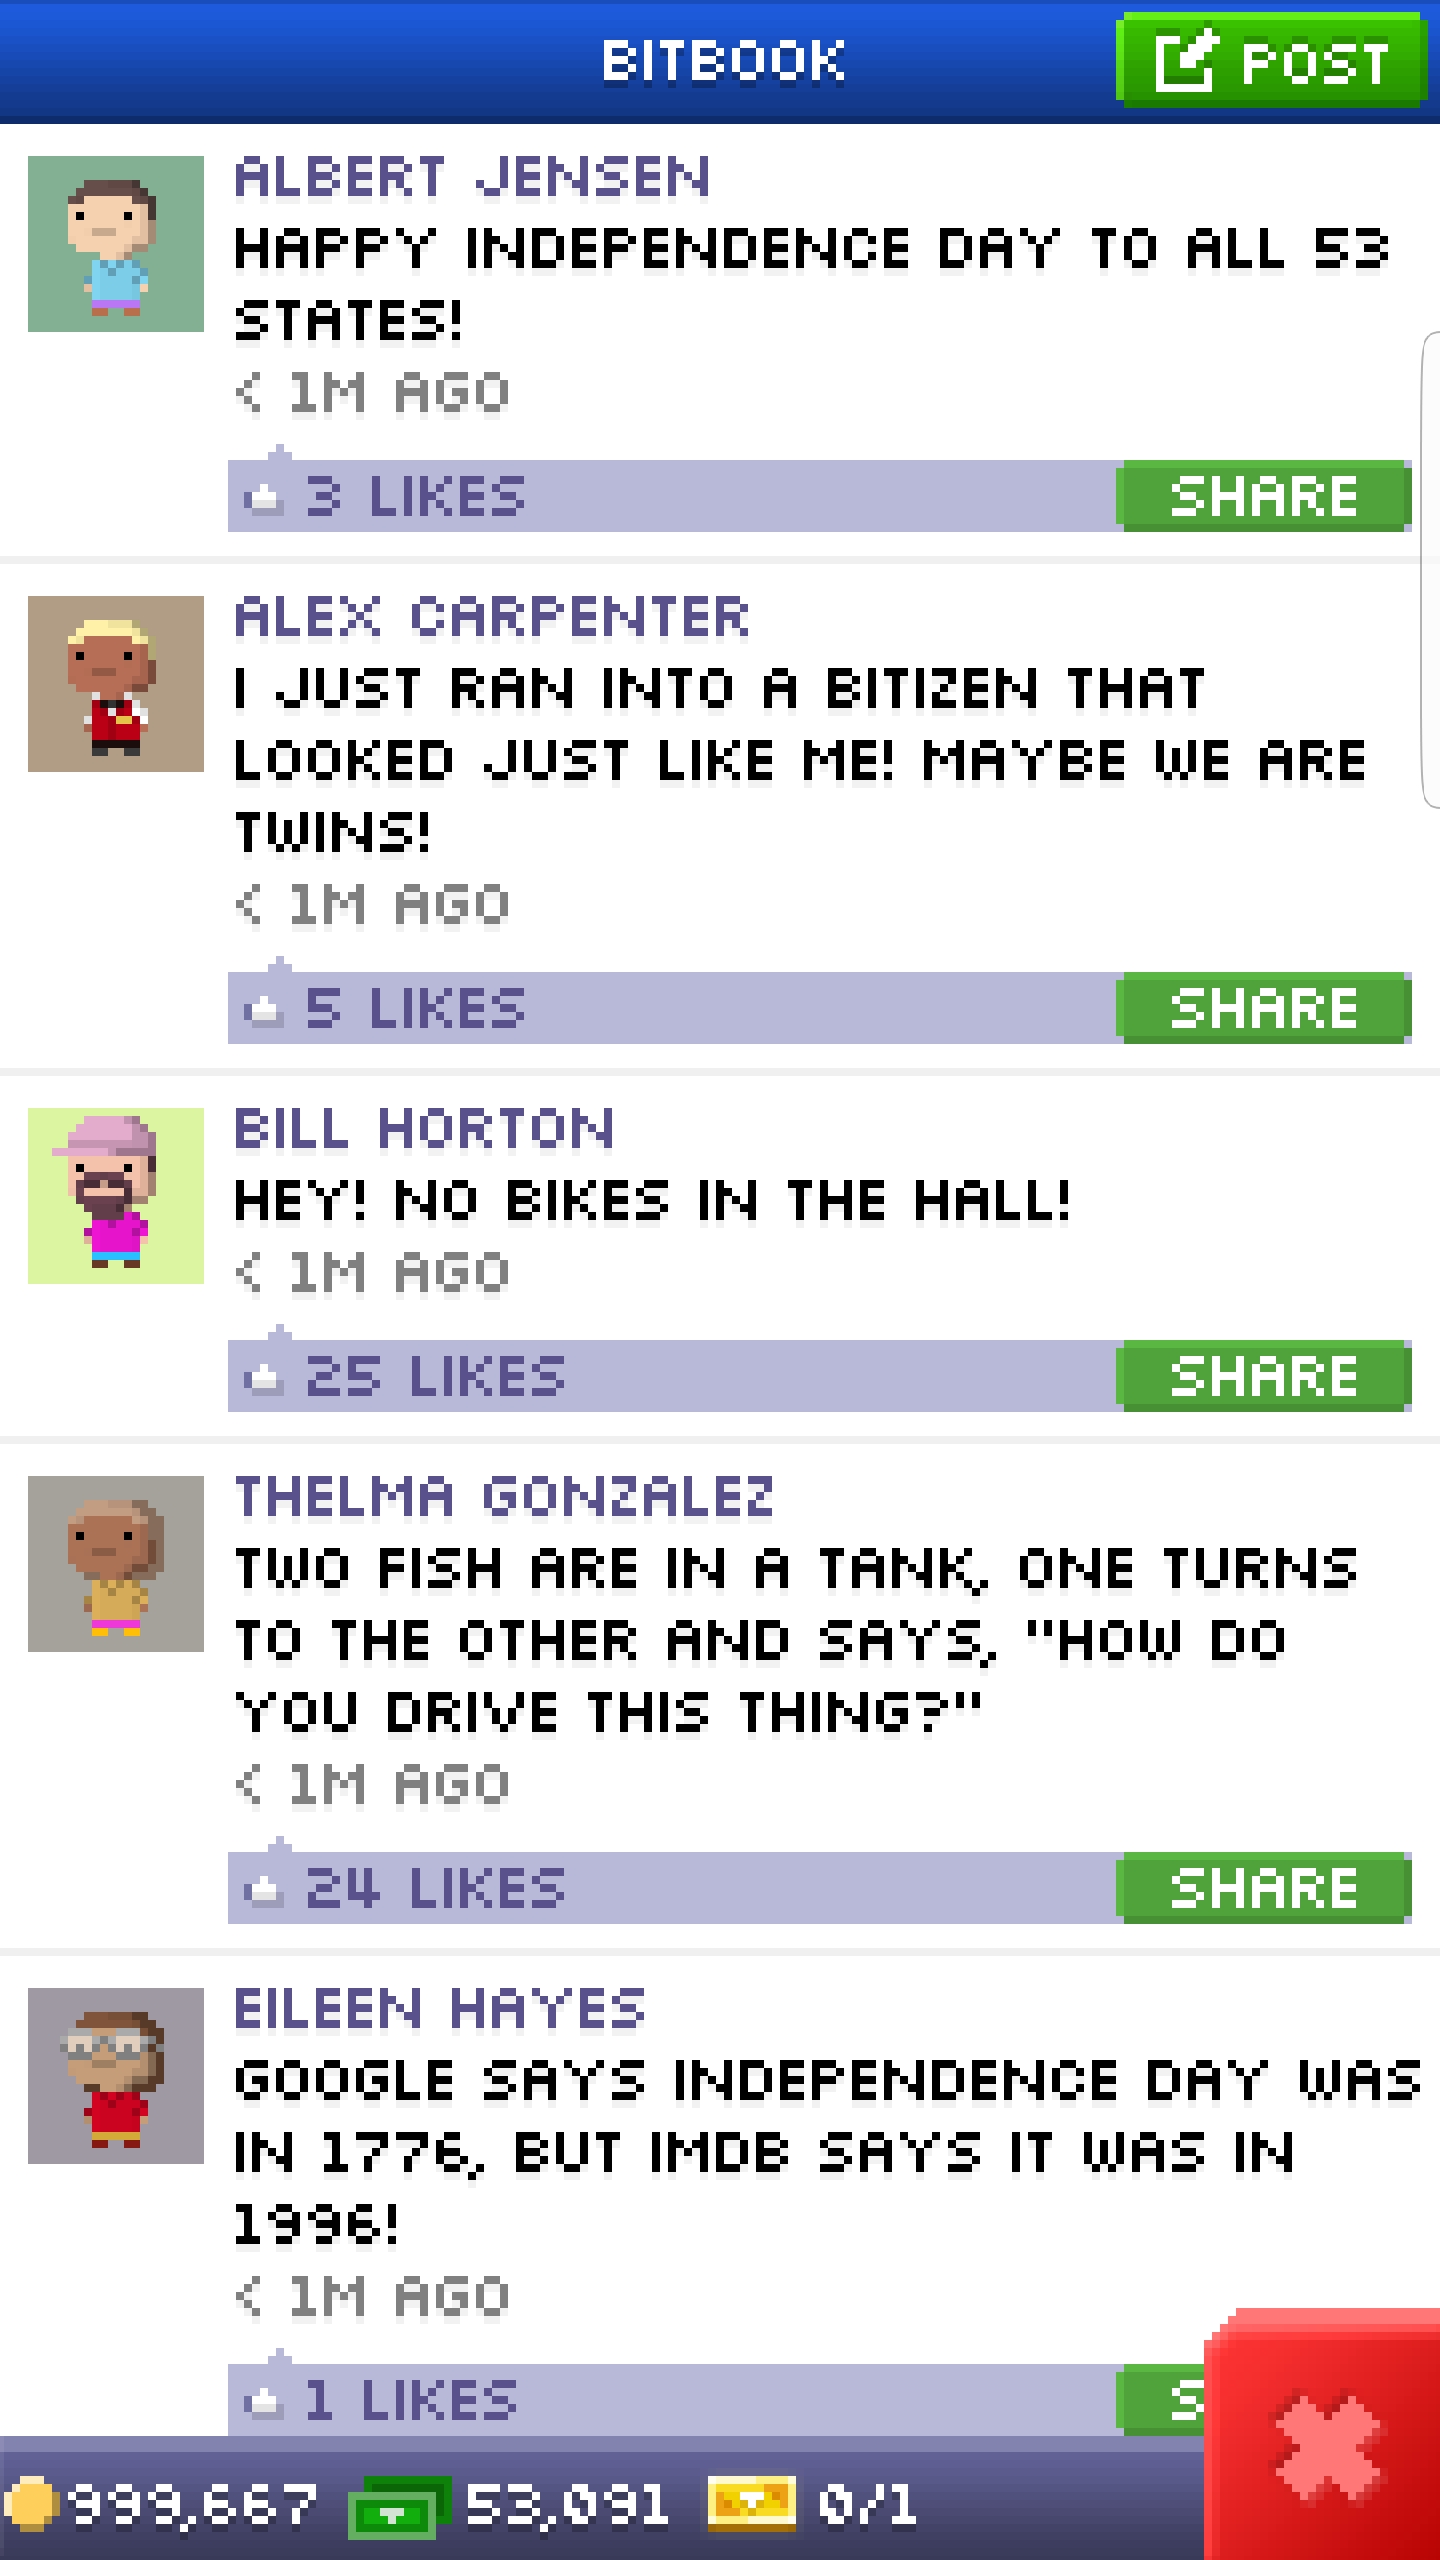 BITBOOK
POST
ALBERT JENSEN
HAPPY INDEPENDENCE DAY TO ALL 53
STATES!
< 1M AGO
3 LIKES
SHARE
ALEX CARPENTER
I JUST RAN INTO A BITIZEN THAT
LOOKED JUST LIKE ME! MAYBE WE ARE
TWINS!
< 1M AGO
5 LIKES
SHARE
BILL HORTON
HEY! NO BIKES IN THE HALL!
< 1M AGO
25 LIKES
SHARE
THELMA GONZALEZ
TWO FISH ARE IN A TANK, ONE TURNS
TO THE OTHER AND SAYS, "HOW DO
YOU DRIVE THIS THING?"
< 1M AGO
24 LIKES
SHARE
EILEEN HAYES
GOOGLE SAYS INDEPENDENCE DAY WAS
IN 1776, BUT IMDB SAYS IT WAS IN
1996!
< 1M AGO
1 LIKES
S
999,667
53,091
0/1